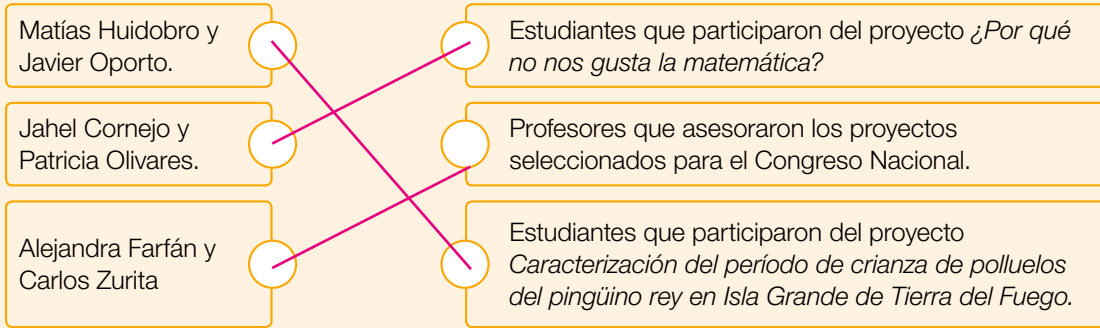 Matías Huidobro y
Javier Oporto.
Estudiantes que participaron del proyecto ¿Por qué
no nos gusta la matemática?
Jahel Cornejo y
Patricia Olivares.
Profesores que asesoraron los proyectos
seleccionados para el Congreso Nacional.
Alejandra Farfán y
Carlos Zurita
Estudiantes que participaron del proyecto
Caracterización del período de crianza de polluelos
del pingüino rey en Isla Grande de Tierra del Fuego.